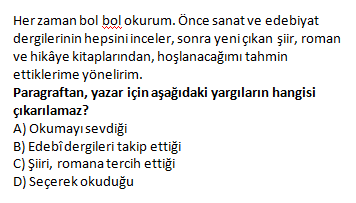 Her zaman bol bol okurum. Önce sanat ve edebiyat
dergilerinin hepsini inceler, sonra yeni çıkan şiir, roman
ve hikâye kitaplarından, hoşlanacağımı tahmin
ettiklerime yönelirim.
Paragraftan, yazar için aşağıdaki yargıların hangisi
çıkarılamaz?
A) Okumayı sevdiği
B) Edebî dergileri takip ettiği
C) Şiiri, romana tercih ettiği
D) Seçerek okuduğu